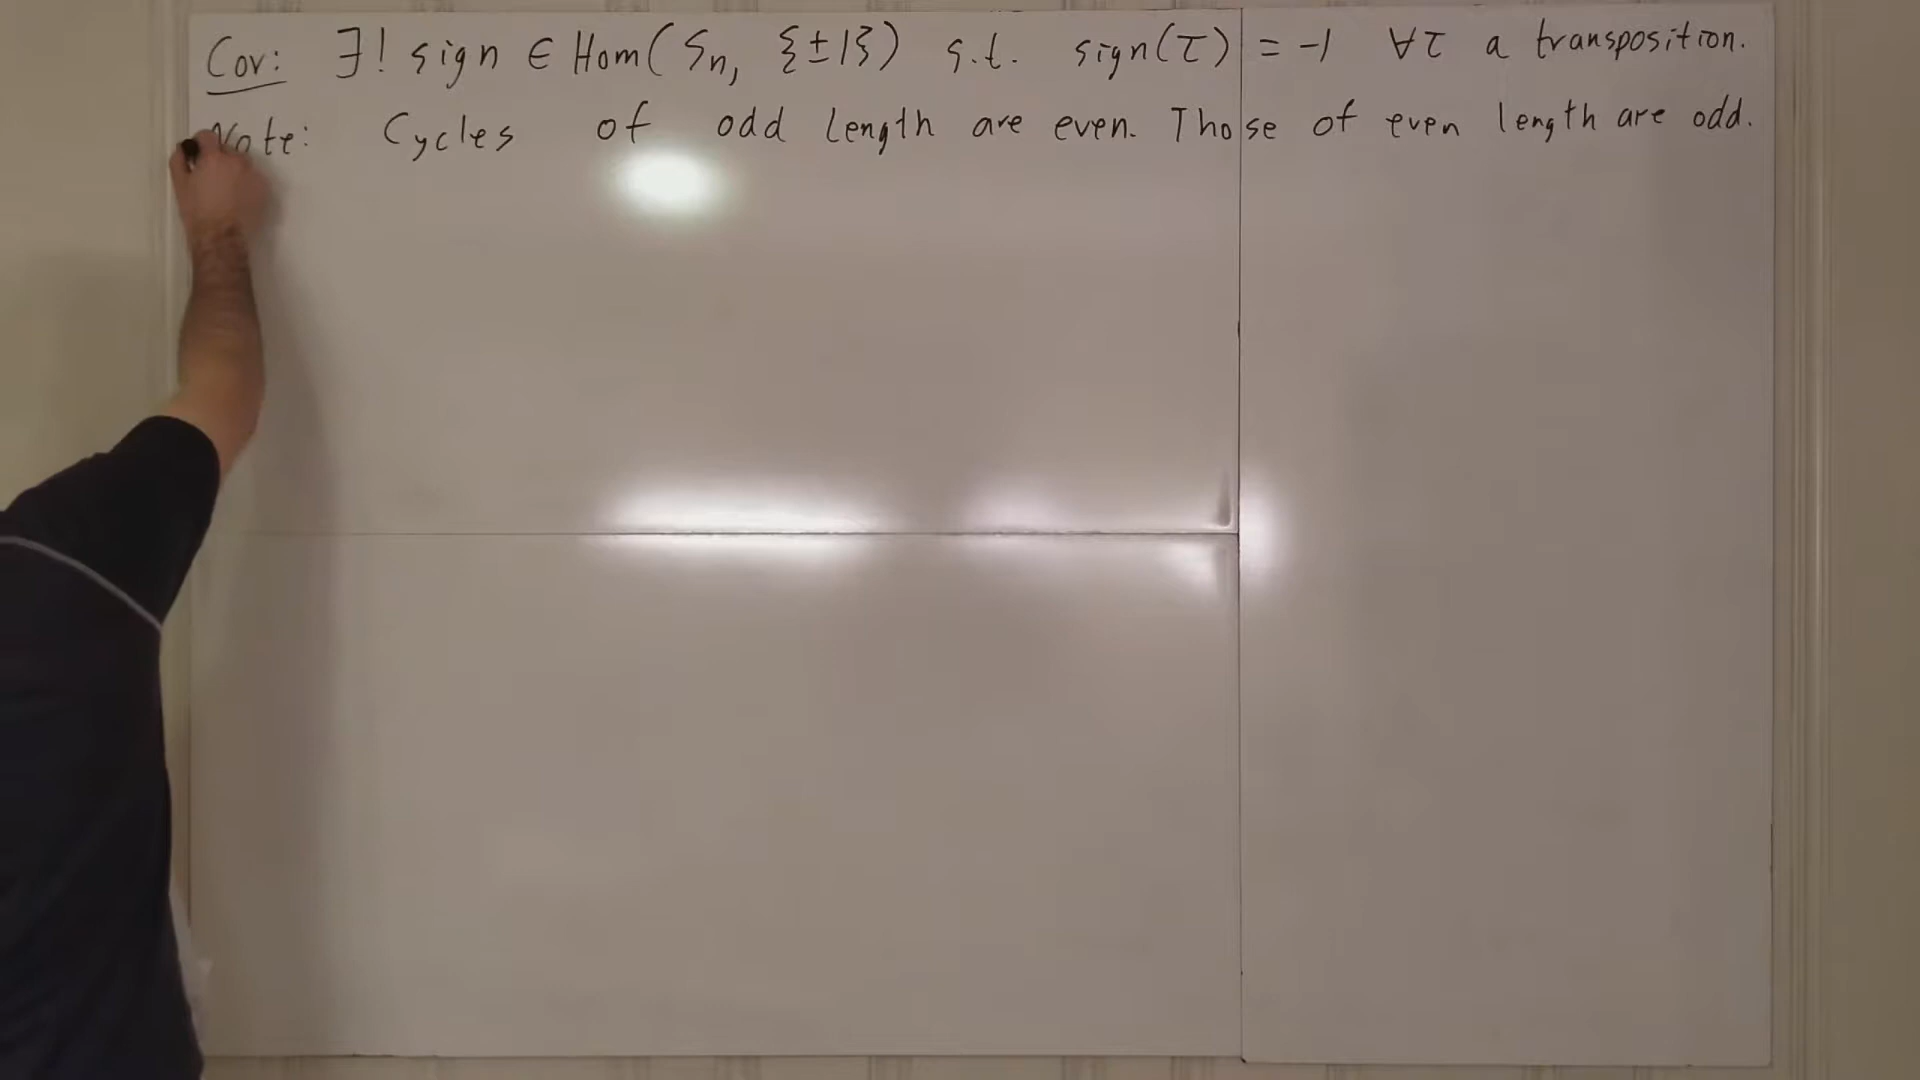 Cor: ∃! sign ∈ Hom(Sn, {±1}) s.t. sign(τ) = -1 ∀τ a transposition.
Note: Cycles of odd length are even. Those of even length are odd.